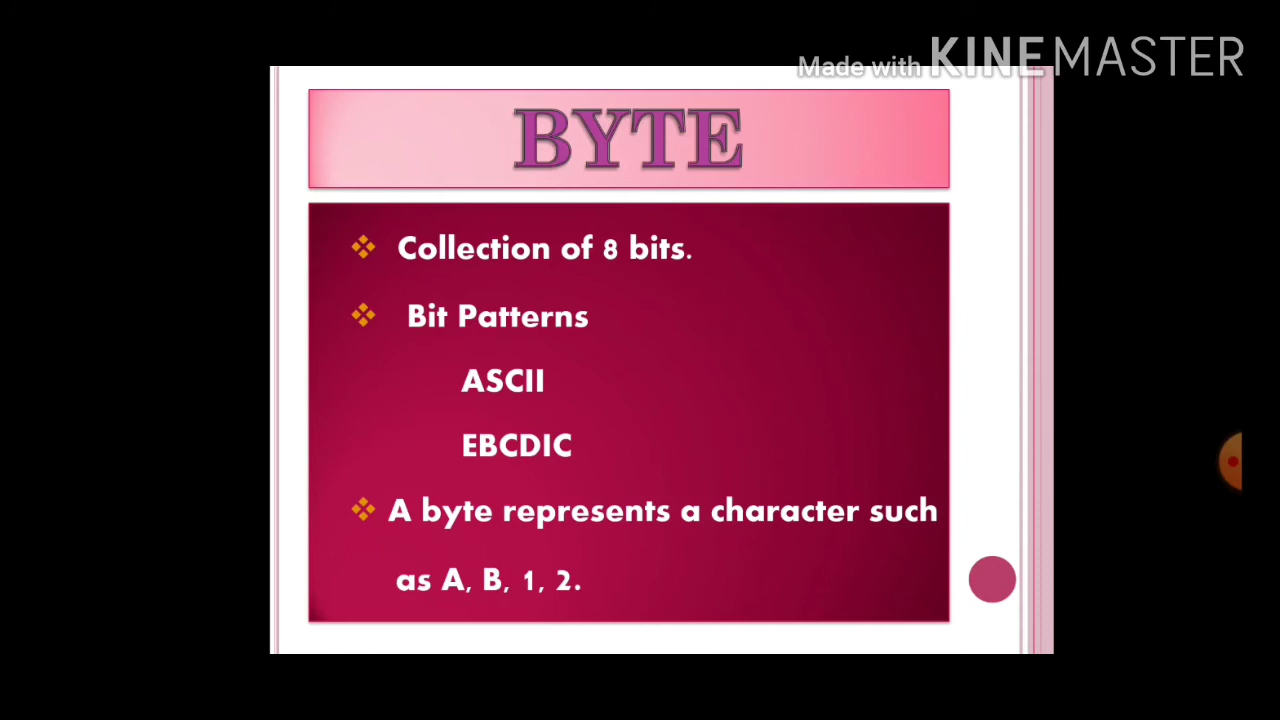 Made with KINEMASTER
BYTE
Collection of 8 bits.
Bit Patterns
ASCII
EBCDIC
A byte represents a character such
as A, B, 1, 2.